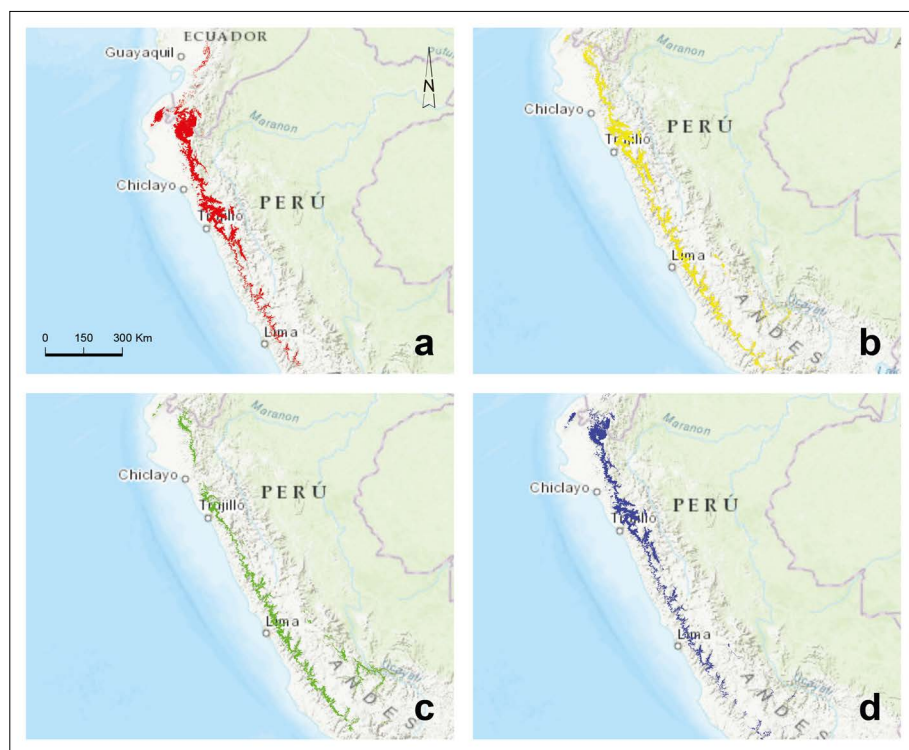 ECUADOR
Guayaquil
N
Maranon
Chiclayo
PERÚ
Trujillo
0 150 300 Km
Lima
a
Maranon
Chiclayo
PERÚ
Trujillo
Lima
ANDES
b
Maranon
Chiclayo
PERÚ
Trujillo
Lima
ANDES
c
Maranon
Chiclayo
PERÚ
Trujillo
Lima
ANDES
d